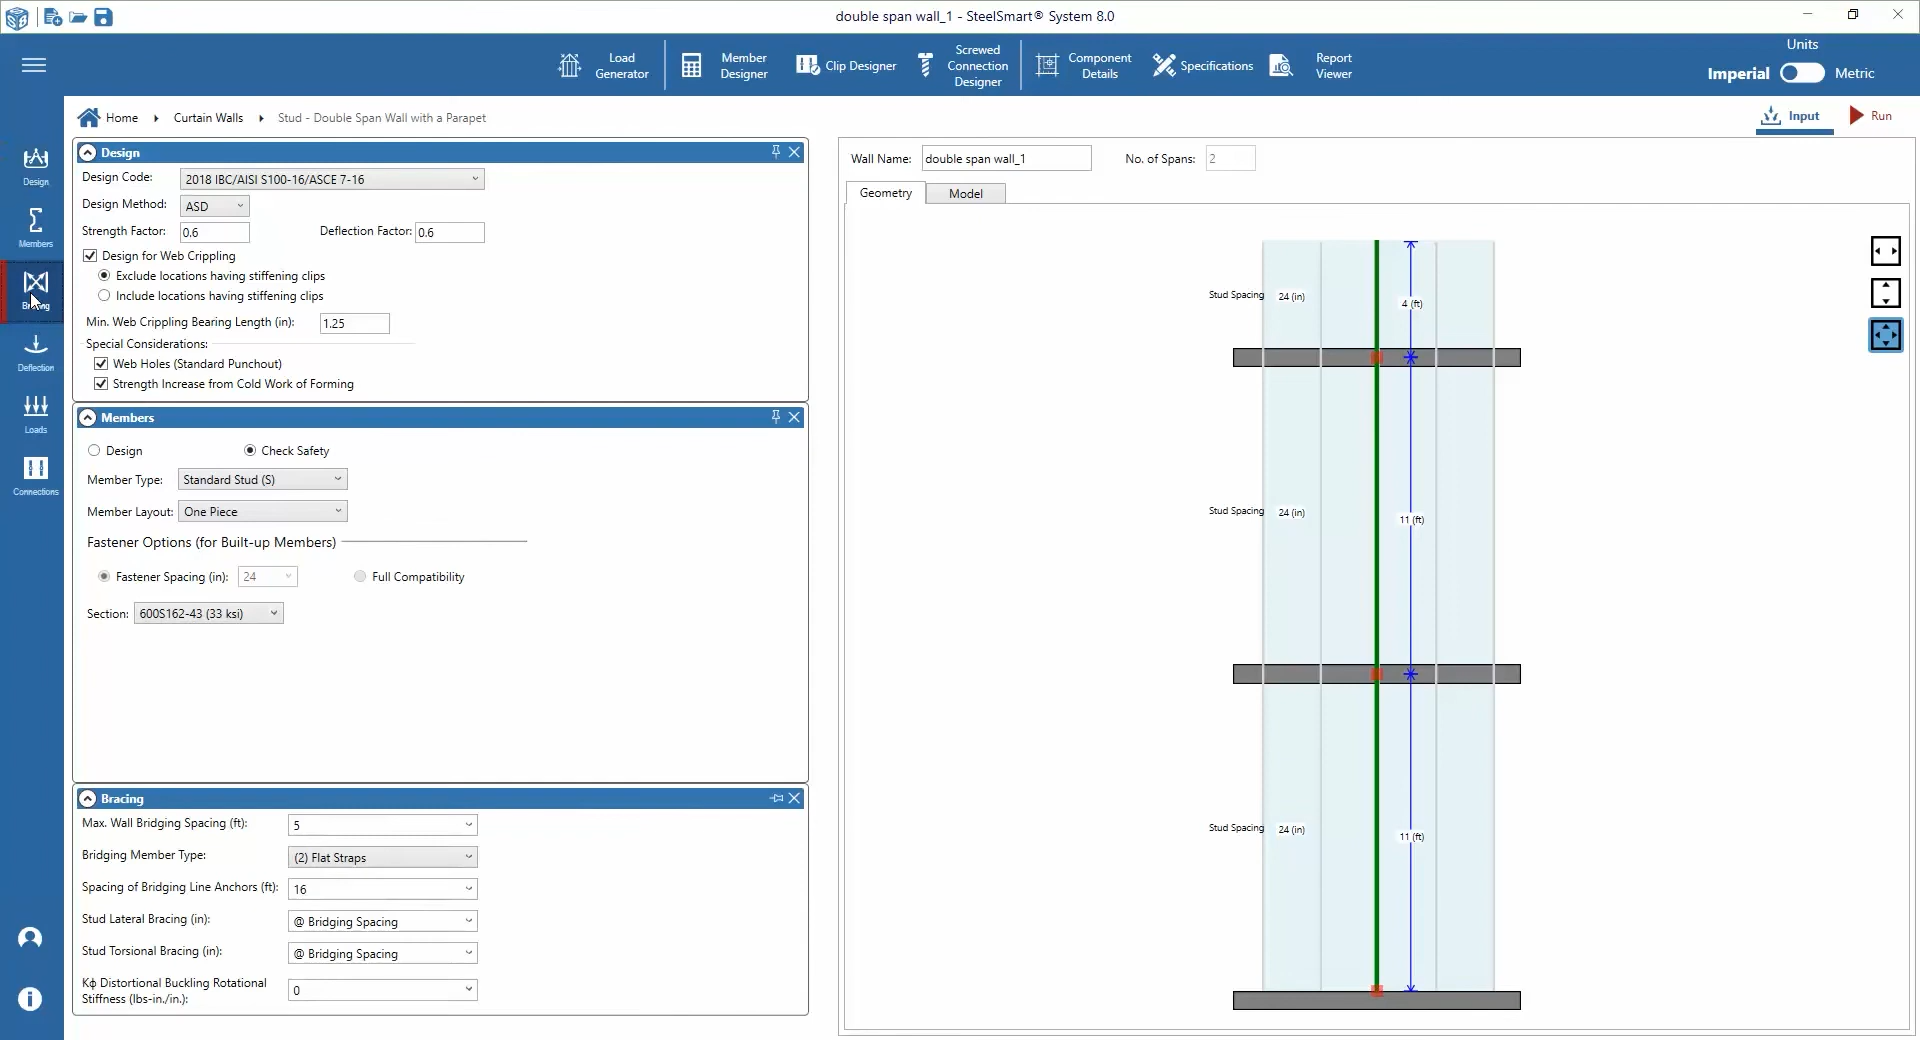 double span wall_1 - SteelSmart® System 8.0
Load Generator
Member Designer
Clip Designer
Screwed Connection Designer
Component Details
Specifications
Report Viewer
Units
Imperial Metric
Home Curtain Walls Stud - Double Span Wall with a Parapet
Input Run
Design
Members
Bracing
Deflection
Loads
Connections
Design
Design Code: 2018 IBC/AISI S100-16/ASCE 7-16
Design Method: ASD
Strength Factor: 0.6 Deflection Factor: 0.6
Design for Web Crippling
Exclude locations having stiffening clips
Include locations having stiffening clips
Min. Web Crippling Bearing Length (in): 1.25
Special Considerations:
Web Holes (Standard Punchout)
Strength Increase from Cold Work of Forming
Members
Design Check Safety
Member Type: Standard Stud (S)
Member Layout: One Piece
Fastener Options (for Built-up Members)
Fastener Spacing (in): 24 Full Compatibility
Section: 600S162-43 (33 ksi)
Bracing
Max. Wall Bridging Spacing (ft): 5
Bridging Member Type: (2) Flat Straps
Spacing of Bridging Line Anchors (ft): 16
Stud Lateral Bracing (in): @ Bridging Spacing
Stud Torsional Bracing (in): @ Bridging Spacing
Kϕ Distortional Buckling Rotational
Stiffness (lbs-in./in.): 0
Wall Name: double span wall_1 No. of Spans: 2
Geometry Model
Stud Spacing 24 (in) 4 (ft)
Stud Spacing 24 (in) 11 (ft)
Stud Spacing 24 (in) 11 (ft)